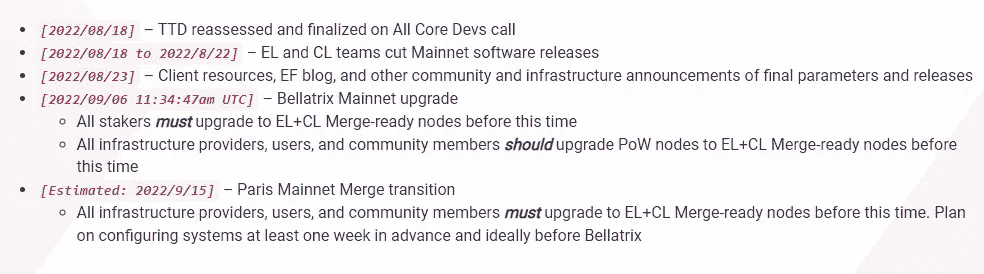 [2022/08/18] – TTD reassessed and finalized on All Core Devs call
[2022/08/18 to 2022/8/22] – EL and CL teams cut Mainnet software releases
[2022/08/23] – Client resources, EF blog, and other community and infrastructure announcements of final parameters and releases
[2022/09/06 11:34:47am UTC] – Bellatrix Mainnet upgrade
All stakers must upgrade to EL+CL Merge-ready nodes before this time
All infrastructure providers, users, and community members should upgrade PoW nodes to EL+CL Merge-ready nodes before
this time
[Estimated: 2022/9/15] – Paris Mainnet Merge transition
All infrastructure providers, users, and community members must upgrade to EL+CL Merge-ready nodes before this time. Plan
on configuring systems at least one week in advance and ideally before Bellatrix